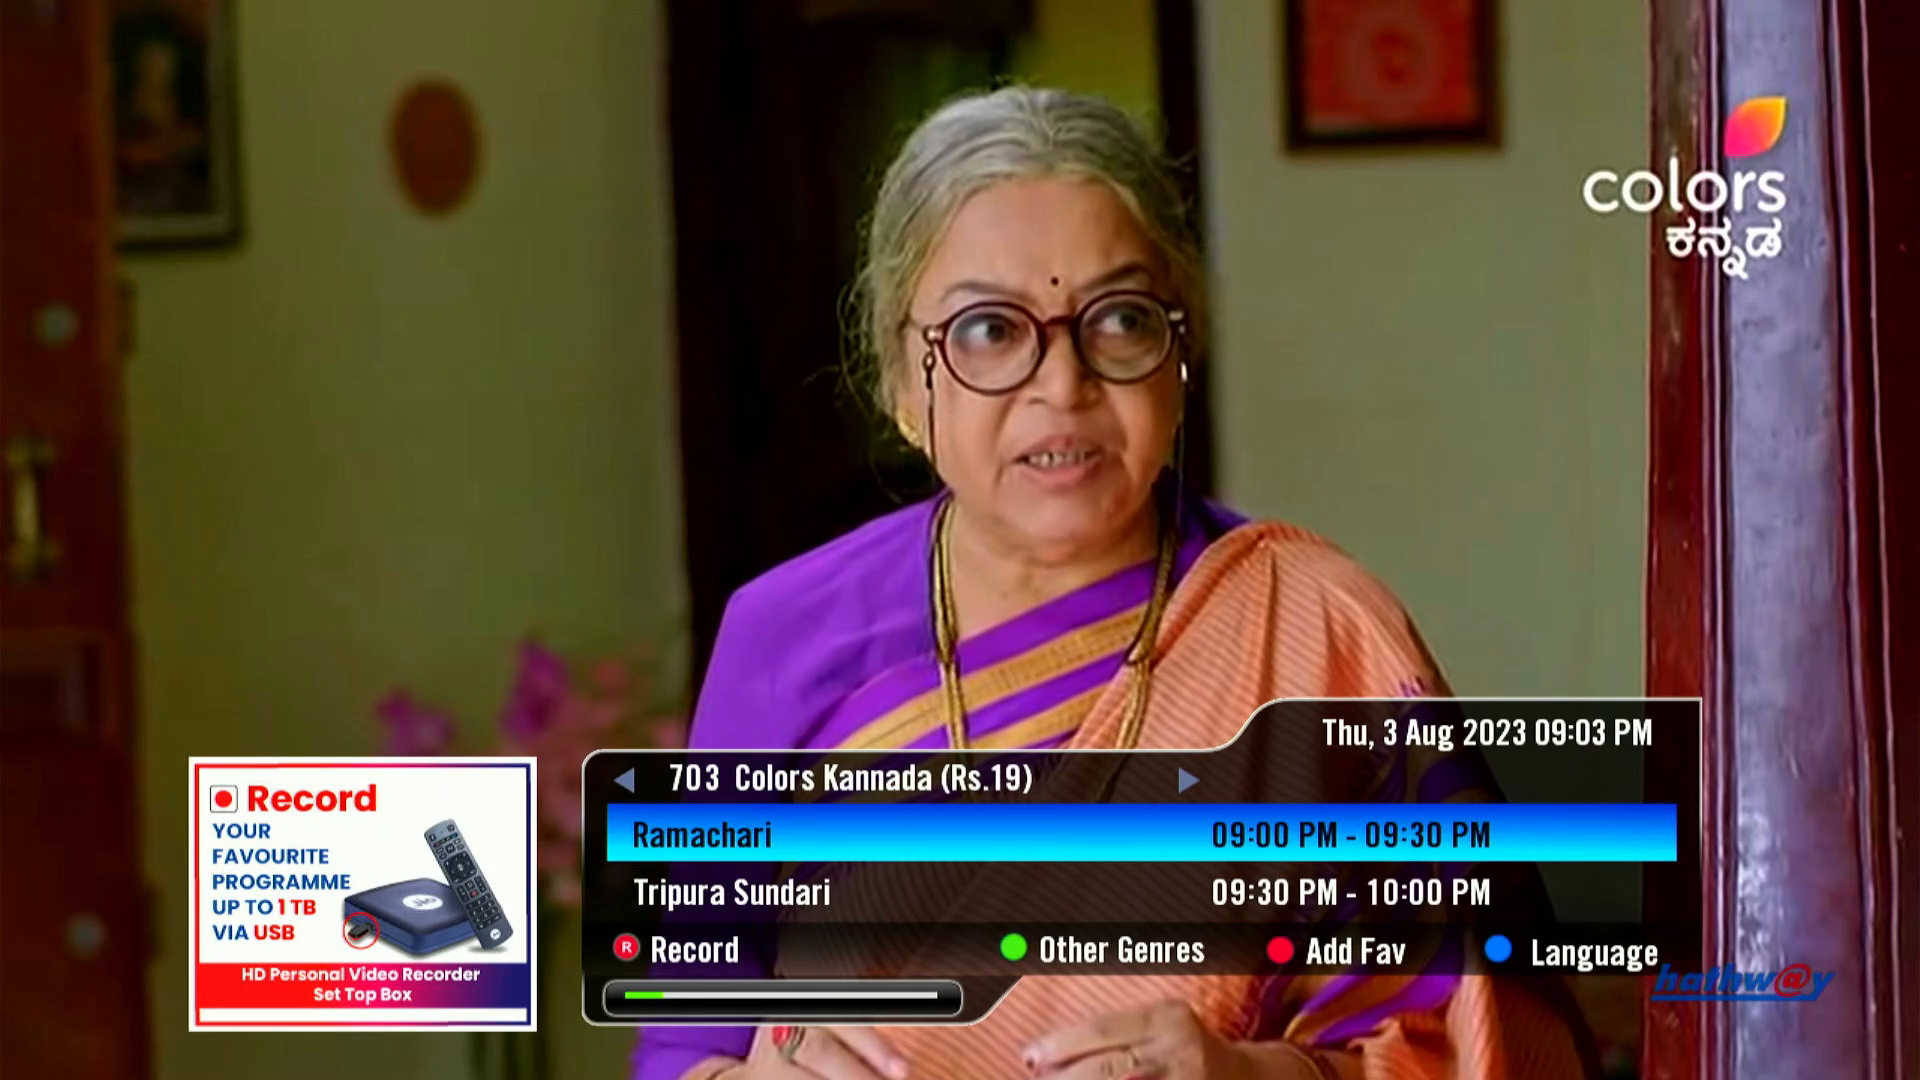 colors
ಕನ್ನಡ
Thu, 3 Aug 2023 09:03 PM
703 Colors Kannada (Rs.19)
Ramachari 09:00 PM - 09:30 PM
Tripura Sundari 09:30 PM - 10:00 PM
R Record Other Genres Add Fav Language
hathw@y
Record
YOUR
FAVOURITE
PROGRAMME
UP TO 1 TB
VIA USB
Jio
HD Personal Video Recorder
Set Top Box